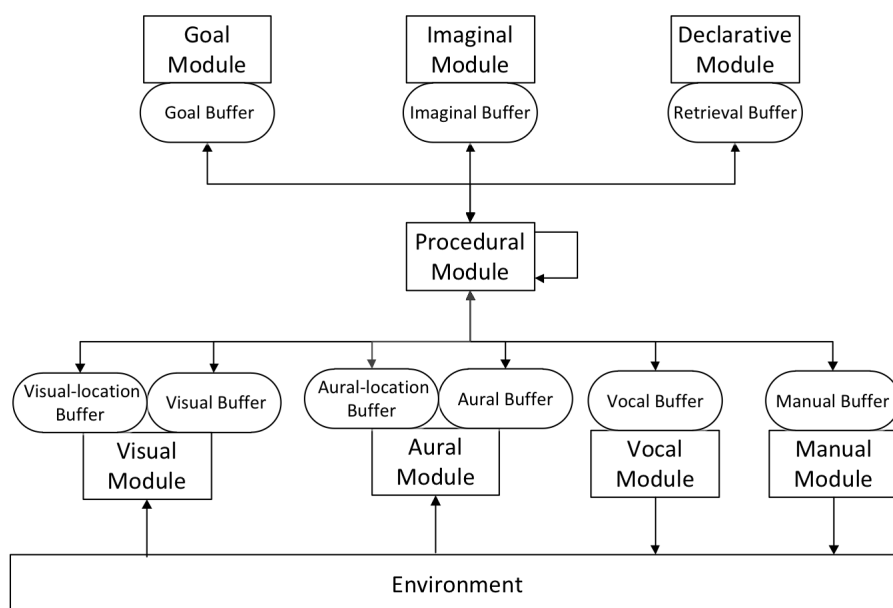 Goal
Module
Imaginal
Module
Declarative
Module
Goal Buffer
Imaginal Buffer
Retrieval Buffer
Procedural
Module
Visual-location
Buffer
Visual Buffer
Aural-location
Buffer
Aural Buffer
Vocal Buffer
Manual Buffer
Visual
Module
Aural
Module
Vocal
Module
Manual
Module
Environment